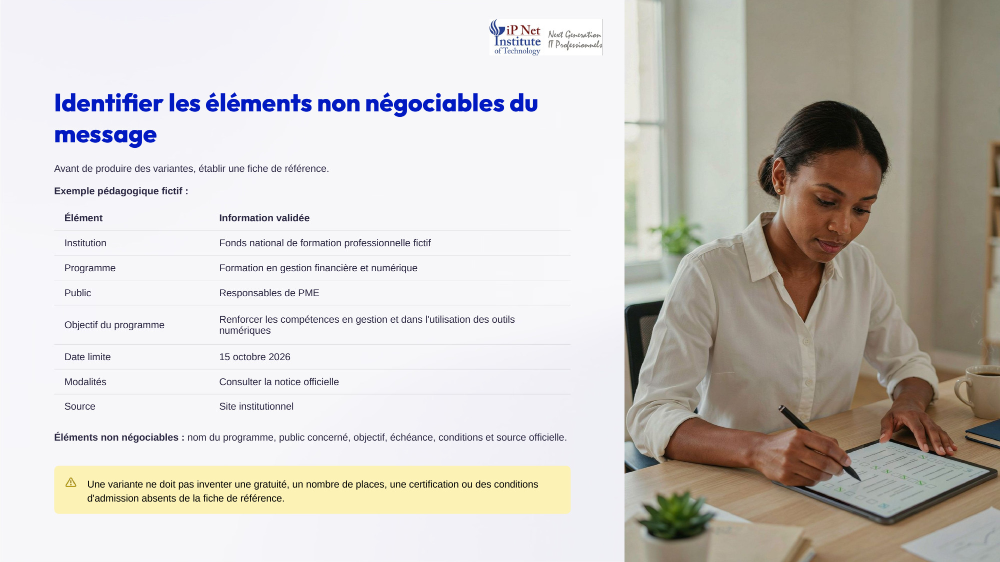 iP Net
Institute
of Technology
Next Generation
IT Professionnels
Identifier les éléments non négociables du
message
Avant de produire des variantes, établir une fiche de référence.
Exemple pédagogique fictif :
Élément Information validée
Institution Fonds national de formation professionnelle fictif
Programme Formation en gestion financière et numérique
Public Responsables de PME
Objectif du programme Renforcer les compétences en gestion et dans l'utilisation des outils
numériques
Date limite 15 octobre 2026
Modalités Consulter la notice officielle
Source Site institutionnel
Éléments non négociables : nom du programme, public concerné, objectif, échéance, conditions et source officielle.
Une variante ne doit pas inventer une gratuité, un nombre de places, une certification ou des conditions
d'admission absents de la fiche de référence.